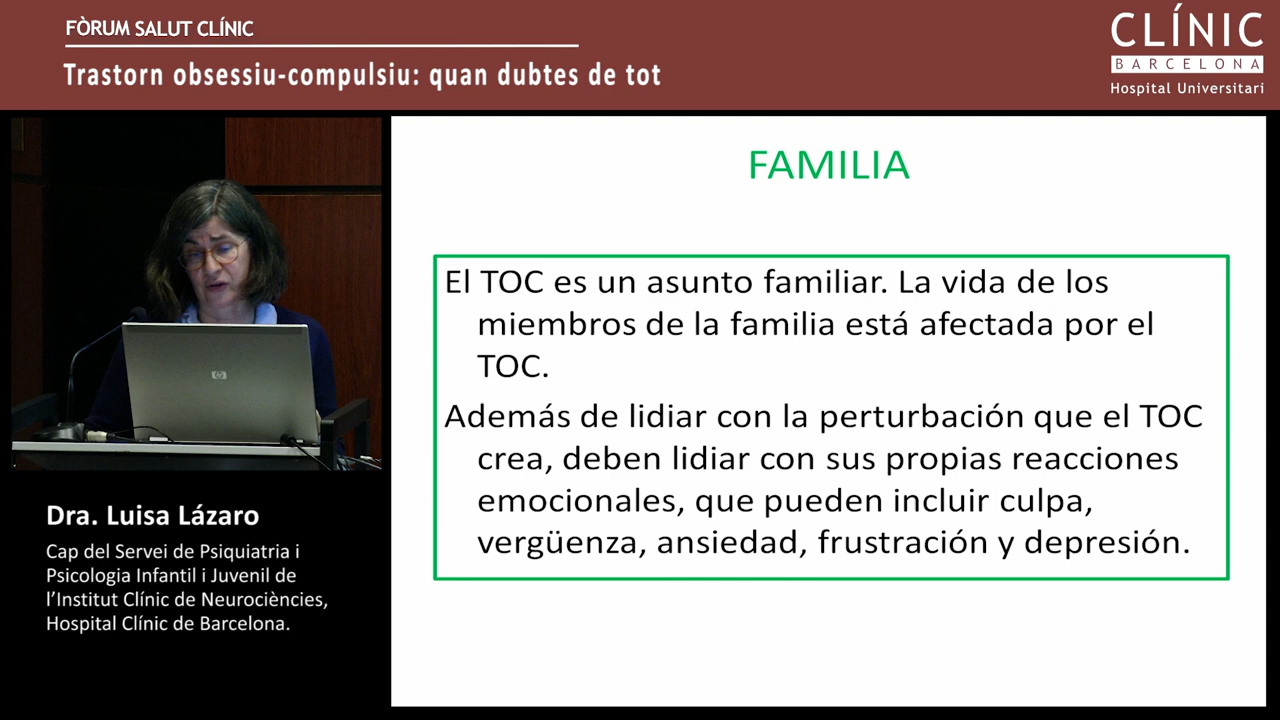 FÒRUM SALUT CLÍNIC
Trastorn obsessiu-compulsiu: quan dubtes de tot
CLÍNIC
BARCELONA
Hospital Universitari
FAMILIA
El TOC es un asunto familiar. La vida de los
miembros de la familia está afectada por el
TOC.
Además de lidiar con la perturbación que el TOC
crea, deben lidiar con sus propias reacciones
emocionales, que pueden incluir culpa,
vergüenza, ansiedad, frustración y depresión.
hp
Dra. Luisa Lázaro
Cap del Servei de Psiquiatria i
Psicologia Infantil i Juvenil de
l’Institut Clínic de Neurociències,
Hospital Clínic de Barcelona.